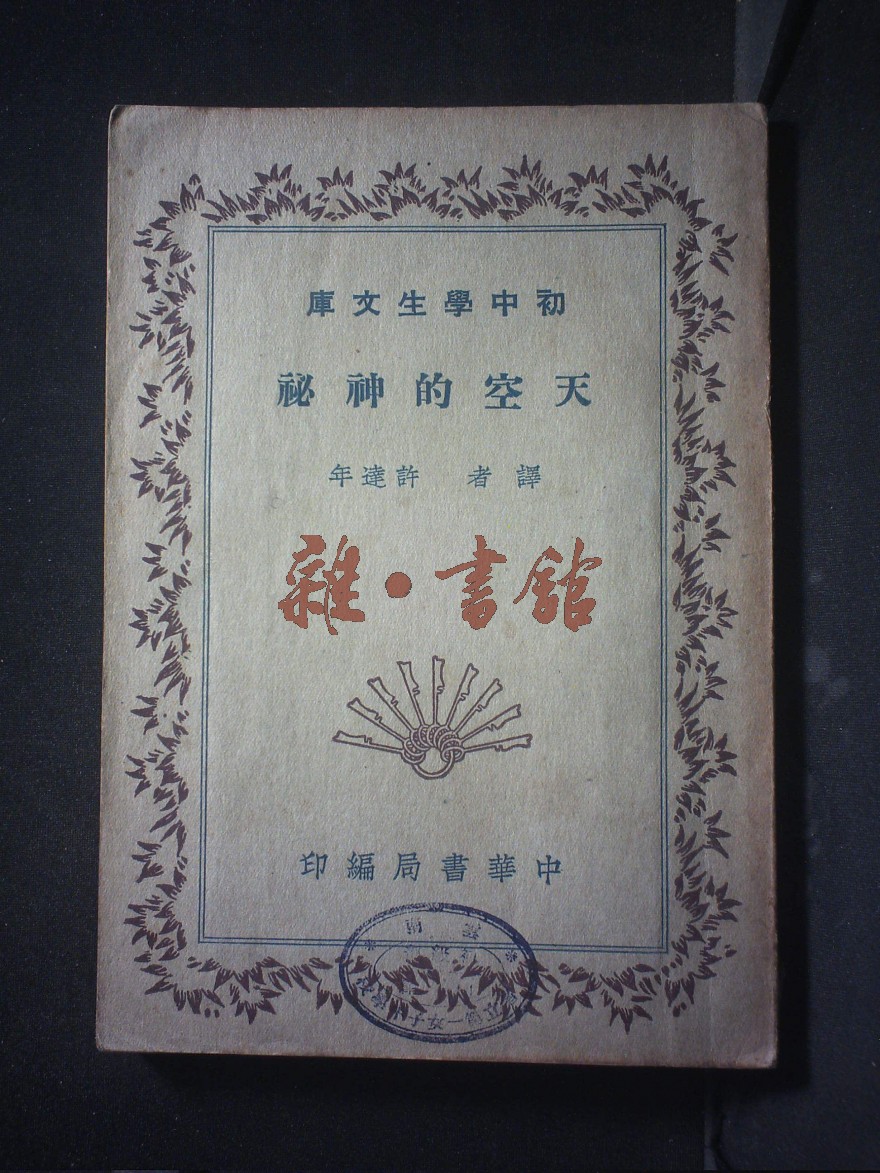 初中學生文庫
天空的神祕
譯者 許達年
雜·書館
中華書局編印